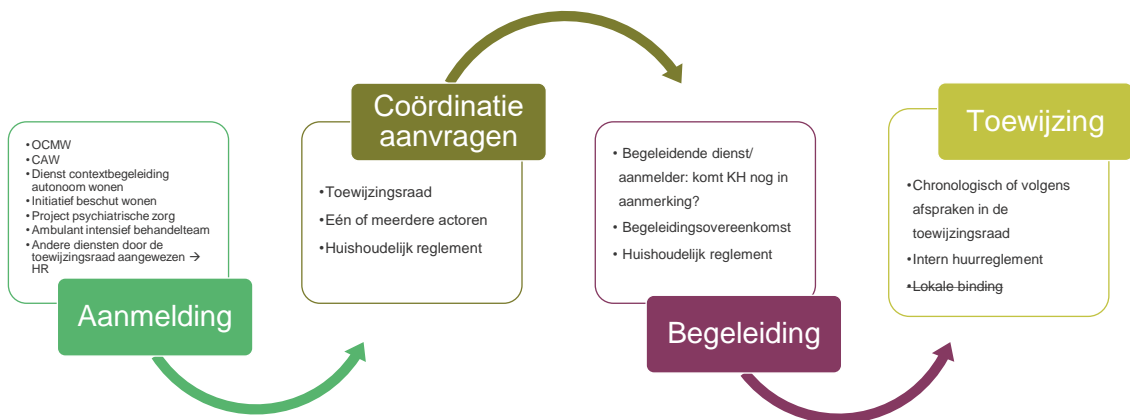 •OCMW
•CAW
•Dienst contextbegeleiding
autonoom wonen
•Initiatief beschut wonen
•Project psychiatrische zorg
•Ambulant intensief behandelteam
•Andere diensten door de
toewijzingsraad aangewezen →
HR
Aanmelding
Coördinatie
aanvragen
•Toewijzingsraad
•Eén of meerdere actoren
•Huishoudelijk reglement
• Begeleidende dienst/
aanmelder: komt KH nog in
aanmerking?
• Begeleidingsovereenkomst
• Huishoudelijk reglement
Begeleiding
Toewijzing
•Chronologisch of volgens
afspraken in de
toewijzingsraad
•Intern huurreglement
•Lokale binding